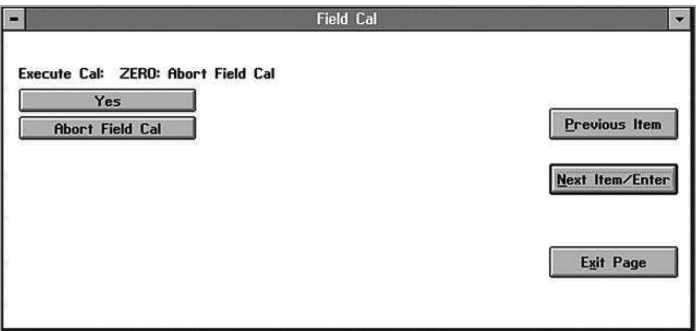 Field Cal
Execute Cal: ZERO: Abort Field Cal
Yes
Abort Field Cal
Previous Item
Next Item/Enter
Exit Page